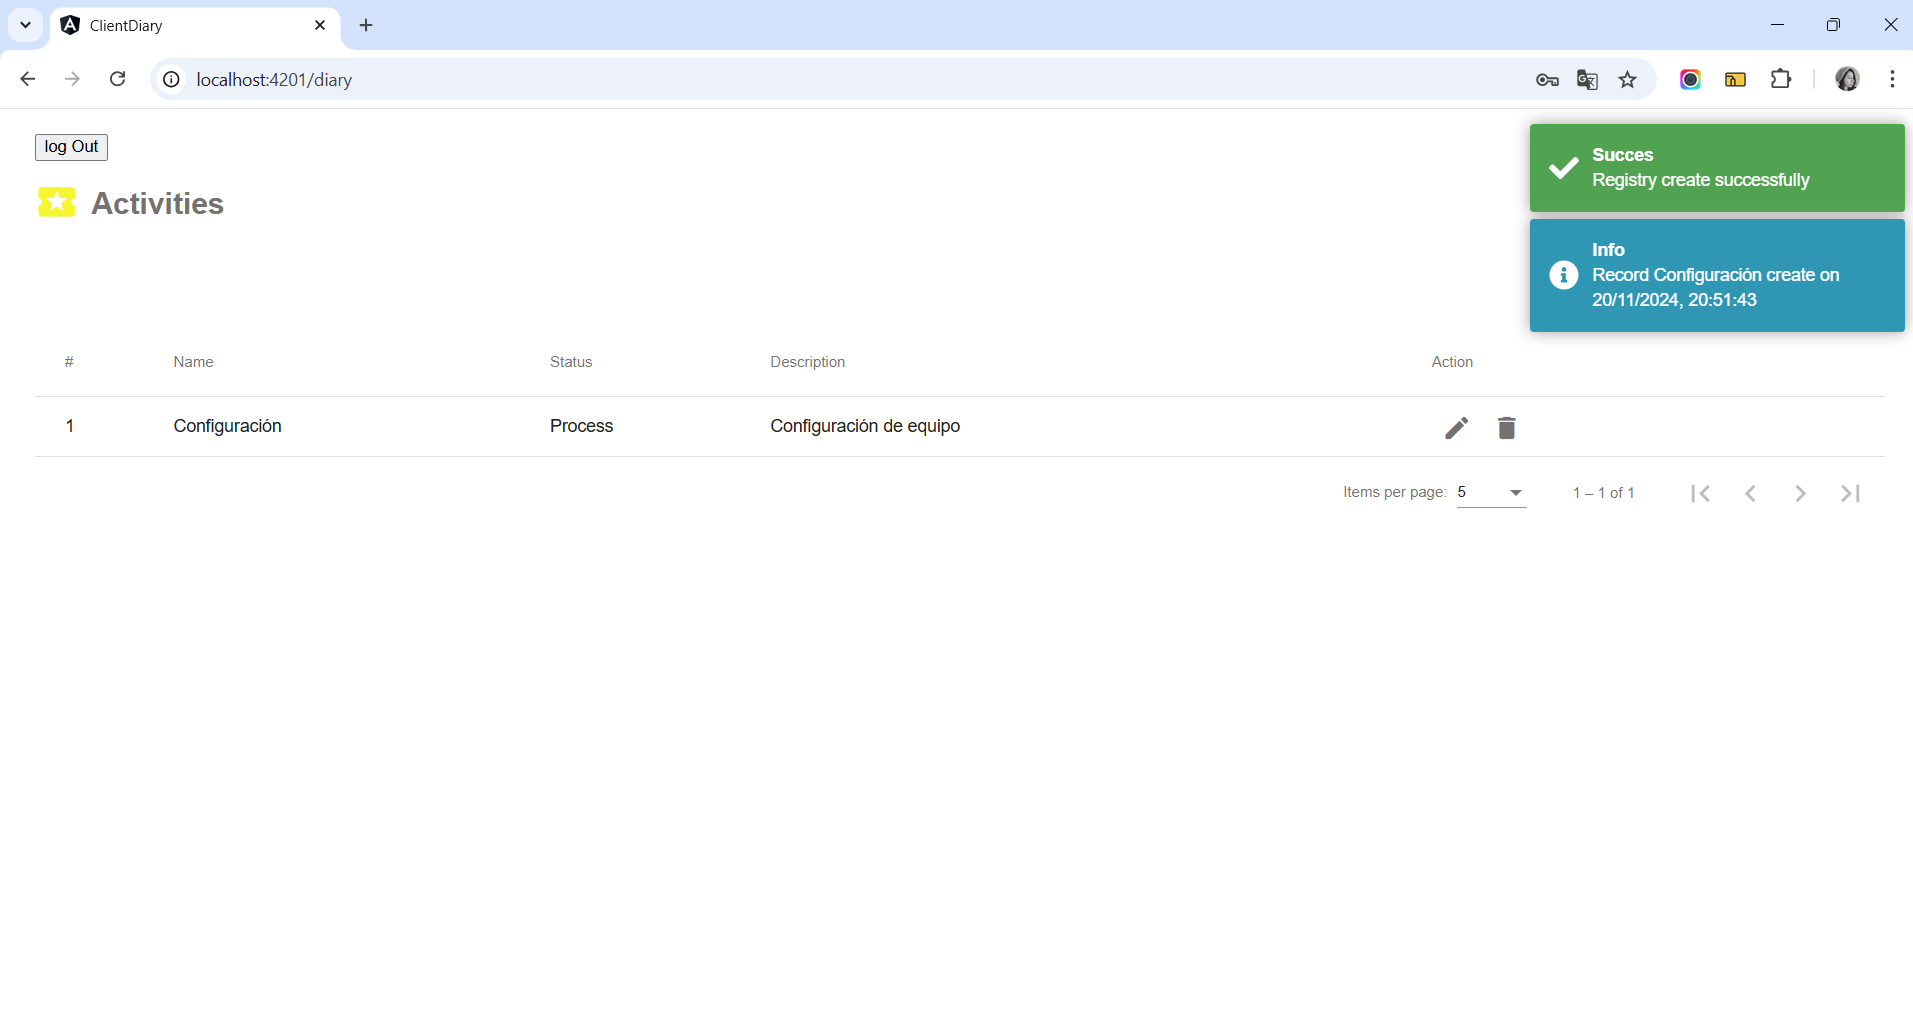 ClientDiary
localhost:4201/diary
log Out
Activities
Succes
Registry create successfully
Info
Record Configuración create on
20/11/2024, 20:51:43
# Name Status Description Action
1 Configuración Process Configuración de equipo
Items per page: 5 1 – 1 of 1